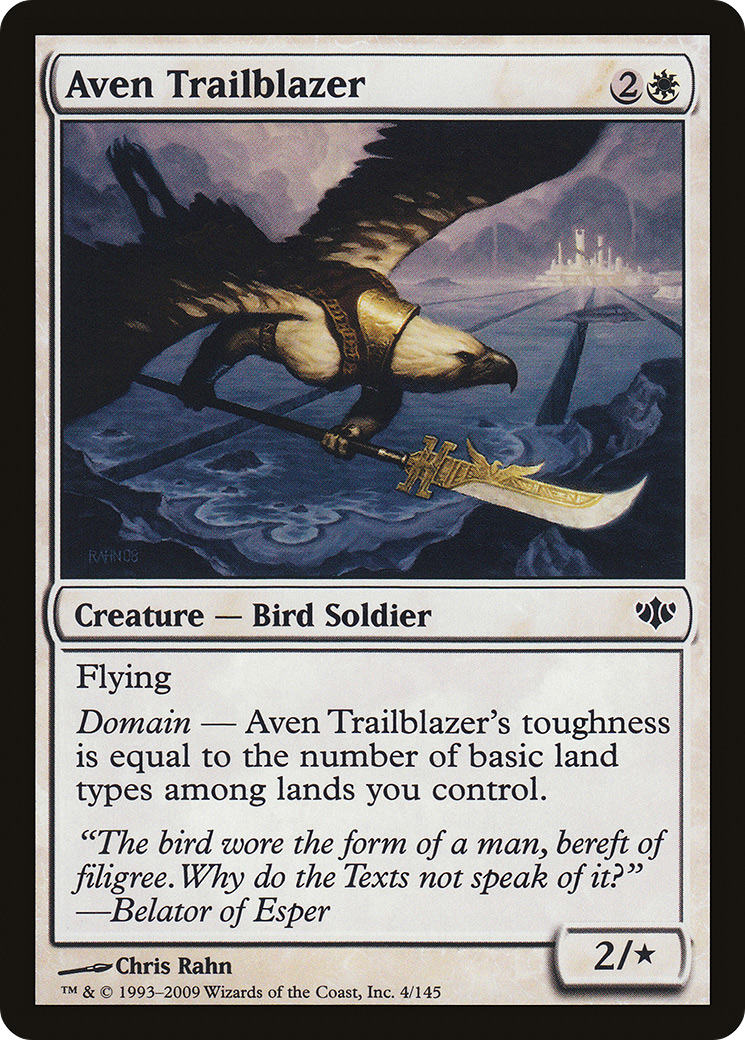 Aven Trailblazer 2
RAHN08
Creature — Bird Soldier
Flying
Domain — Aven Trailblazer's toughness
is equal to the number of basic land
types among lands you control.
“The bird wore the form of a man, bereft of
filigree. Why do the Texts not speak of it?”
—Belator of Esper
2/★
Chris Rahn
™ & © 1993–2009 Wizards of the Coast, Inc. 4/145